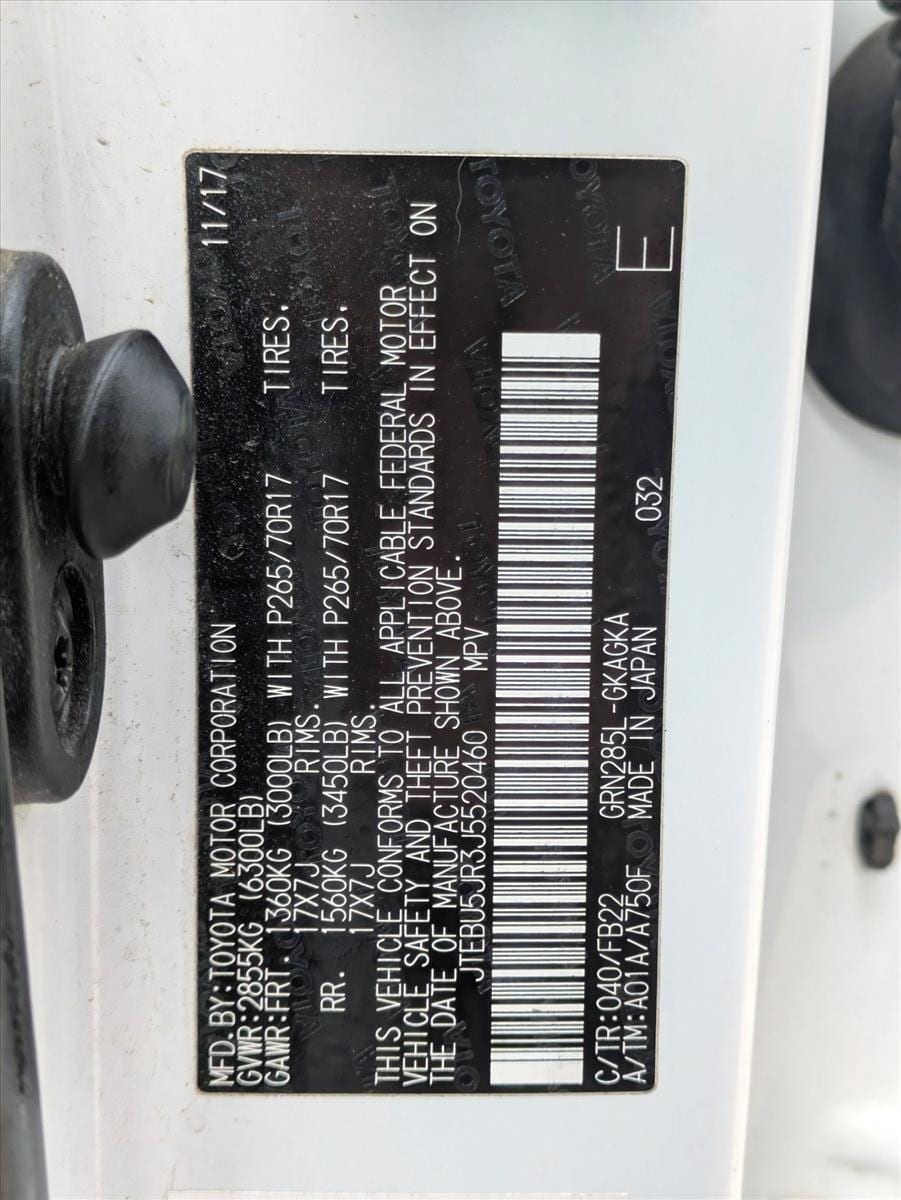 MFD.BY:TOYOTA MOTOR CORPORATION 11/17
GVWR:2855KG (6300LB)
GAWR:FRT. 1360KG (3000LB) WITH P265/70R17 TIRES.
17X7J RIMS.
RR. 1560KG (3450LB) WITH P265/70R17 TIRES.
17X7J RIMS.
THIS VEHICLE CONFORMS TO ALL APPLICABLE FEDERAL MOTOR
VEHICLE SAFETY AND THEFT PREVENTION STANDARDS IN EFFECT ON
THE DATE OF MANUFACTURE SHOWN ABOVE.
JTEBU5JR3J5520460 MPV
C/TR:040/FB22 GRN285L-GKAGKA
A/TM:A01A/A750F MADE IN JAPAN 032 E
TOYOTA